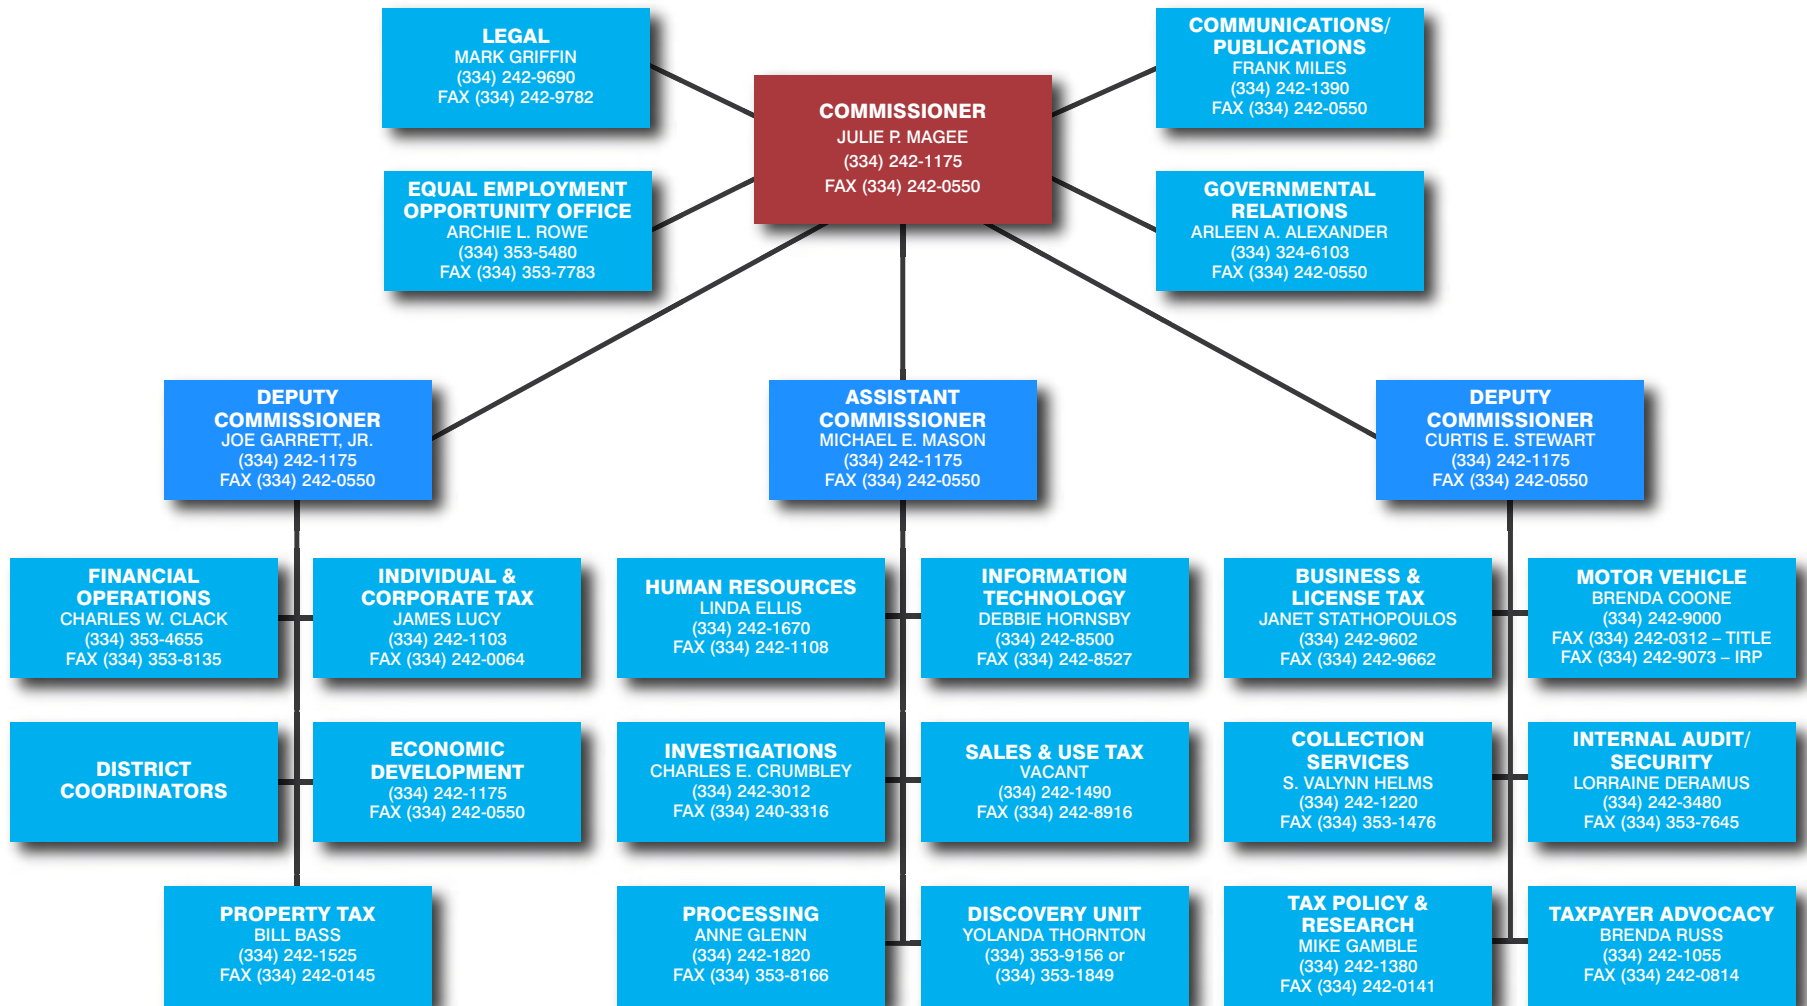 LEGAL
MARK GRIFFIN
(334) 242-9690
FAX (334) 242-9782
COMMUNICATIONS/
PUBLICATIONS
FRANK MILES
(334) 242-1390
FAX (334) 242-0550
COMMISSIONER
JULIE P. MAGEE
(334) 242-1175
FAX (334) 242-0550
EQUAL EMPLOYMENT
OPPORTUNITY OFFICE
ARCHIE L. ROWE
(334) 353-5480
FAX (334) 353-7783
GOVERNMENTAL
RELATIONS
ARLEEN A. ALEXANDER
(334) 324-6103
FAX (334) 242-0550
DEPUTY
COMMISSIONER
JOE GARRETT, JR.
(334) 242-1175
FAX (334) 242-0550
ASSISTANT
COMMISSIONER
MICHAEL E. MASON
(334) 242-1175
FAX (334) 242-0550
DEPUTY
COMMISSIONER
CURTIS E. STEWART
(334) 242-1175
FAX (334) 242-0550
FINANCIAL
OPERATIONS
CHARLES W. CLACK
(334) 353-4655
FAX (334) 353-8135
INDIVIDUAL &
CORPORATE TAX
JAMES LUCY
(334) 242-1103
FAX (334) 242-0064
HUMAN RESOURCES
LINDA ELLIS
(334) 242-1670
FAX (334) 242-1108
INFORMATION
TECHNOLOGY
DEBBIE HORNSBY
(334) 242-8500
FAX (334) 242-8527
BUSINESS &
LICENSE TAX
JANET STATHOPOULOS
(334) 242-9602
FAX (334) 242-9662
MOTOR VEHICLE
BRENDA COONE
(334) 242-9000
FAX (334) 242-0312 – TITLE
FAX (334) 242-9073 – IRP
DISTRICT
COORDINATORS
ECONOMIC
DEVELOPMENT
(334) 242-1175
FAX (334) 242-0550
INVESTIGATIONS
CHARLES E. CRUMBLEY
(334) 242-3012
FAX (334) 240-3316
SALES & USE TAX
VACANT
(334) 242-1490
FAX (334) 242-8916
COLLECTION
SERVICES
S. VALYNN HELMS
(334) 242-1220
FAX (334) 353-1476
INTERNAL AUDIT/
SECURITY
LORRAINE DERAMUS
(334) 242-3480
FAX (334) 353-7645
PROPERTY TAX
BILL BASS
(334) 242-1525
FAX (334) 242-0145
PROCESSING
ANNE GLENN
(334) 242-1820
FAX (334) 353-8166
DISCOVERY UNIT
YOLANDA THORNTON
(334) 353-9156 or
(334) 353-1849
TAX POLICY &
RESEARCH
MIKE GAMBLE
(334) 242-1380
FAX (334) 242-0141
TAXPAYER ADVOCACY
BRENDA RUSS
(334) 242-1055
FAX (334) 242-0814